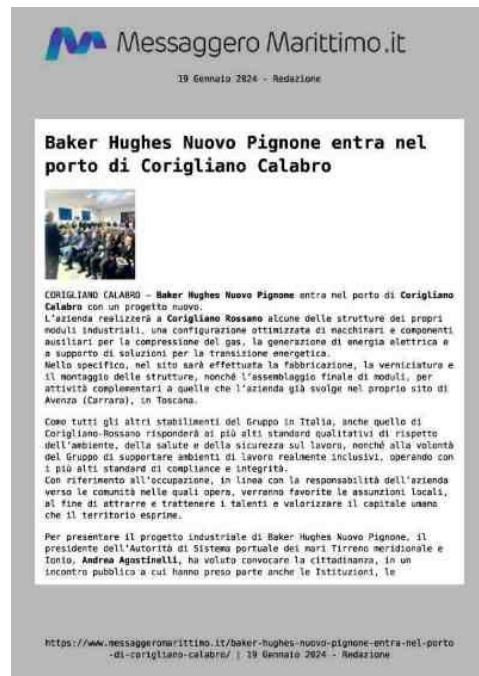 Messaggero Marittimo.it
19 Gennaio 2024 - Redazione
Baker Hughes Nuovo Pignone entra nel
porto di Corigliano Calabro
CORIGLIANO CALABRO – Baker Hughes Nuovo Pignone entra nel porto di Corigliano
Calabro con un progetto nuovo.
L'azienda realizzerà a Corigliano Rossano alcune delle strutture dei propri
moduli industriali, una configurazione ottimizzata di macchinari e componenti
ausiliari per la compressione del gas, la generazione di energia elettrica e
a supporto di soluzioni per la transizione energetica.
Nello specifico, nel sito sarà effettuata la fabbricazione, la verniciatura e
il montaggio delle strutture, nonché l'assemblaggio finale di moduli, per
attività complementari a quelle che l'azienda già svolge nel proprio sito di
Avenza (Carrara), in Toscana.
Come tutti gli altri stabilimenti del Gruppo in Italia, anche quello di
Corigliano-Rossano risponderà ai più alti standard qualitativi di rispetto
dell'ambiente, della salute e della sicurezza sul lavoro, nonché alla volontà
del Gruppo di supportare ambienti di lavoro realmente inclusivi, operando con
i più alti standard di compliance e integrità.
Con riferimento all'occupazione, in linea con la responsabilità dell'azienda
verso le comunità nelle quali opera, verranno favorite le assunzioni locali,
al fine di attrarre e trattenere i talenti e valorizzare il capitale umano
che il territorio esprime.
Per presentare il progetto industriale di Baker Hughes Nuovo Pignone, il
presidente dell'Autorità di Sistema portuale dei mari Tirreno meridionale e
Ionio, Andrea Agostinelli, ha voluto convocare la cittadinanza, in un
incontro pubblico a cui hanno preso parte anche le Istituzioni, le
https://www.messaggeromarittimo.it/baker-hughes-nuovo-pignone-entra-nel-porto
-di-corigliano-calabro/ | 19 Gennaio 2024 - Redazione